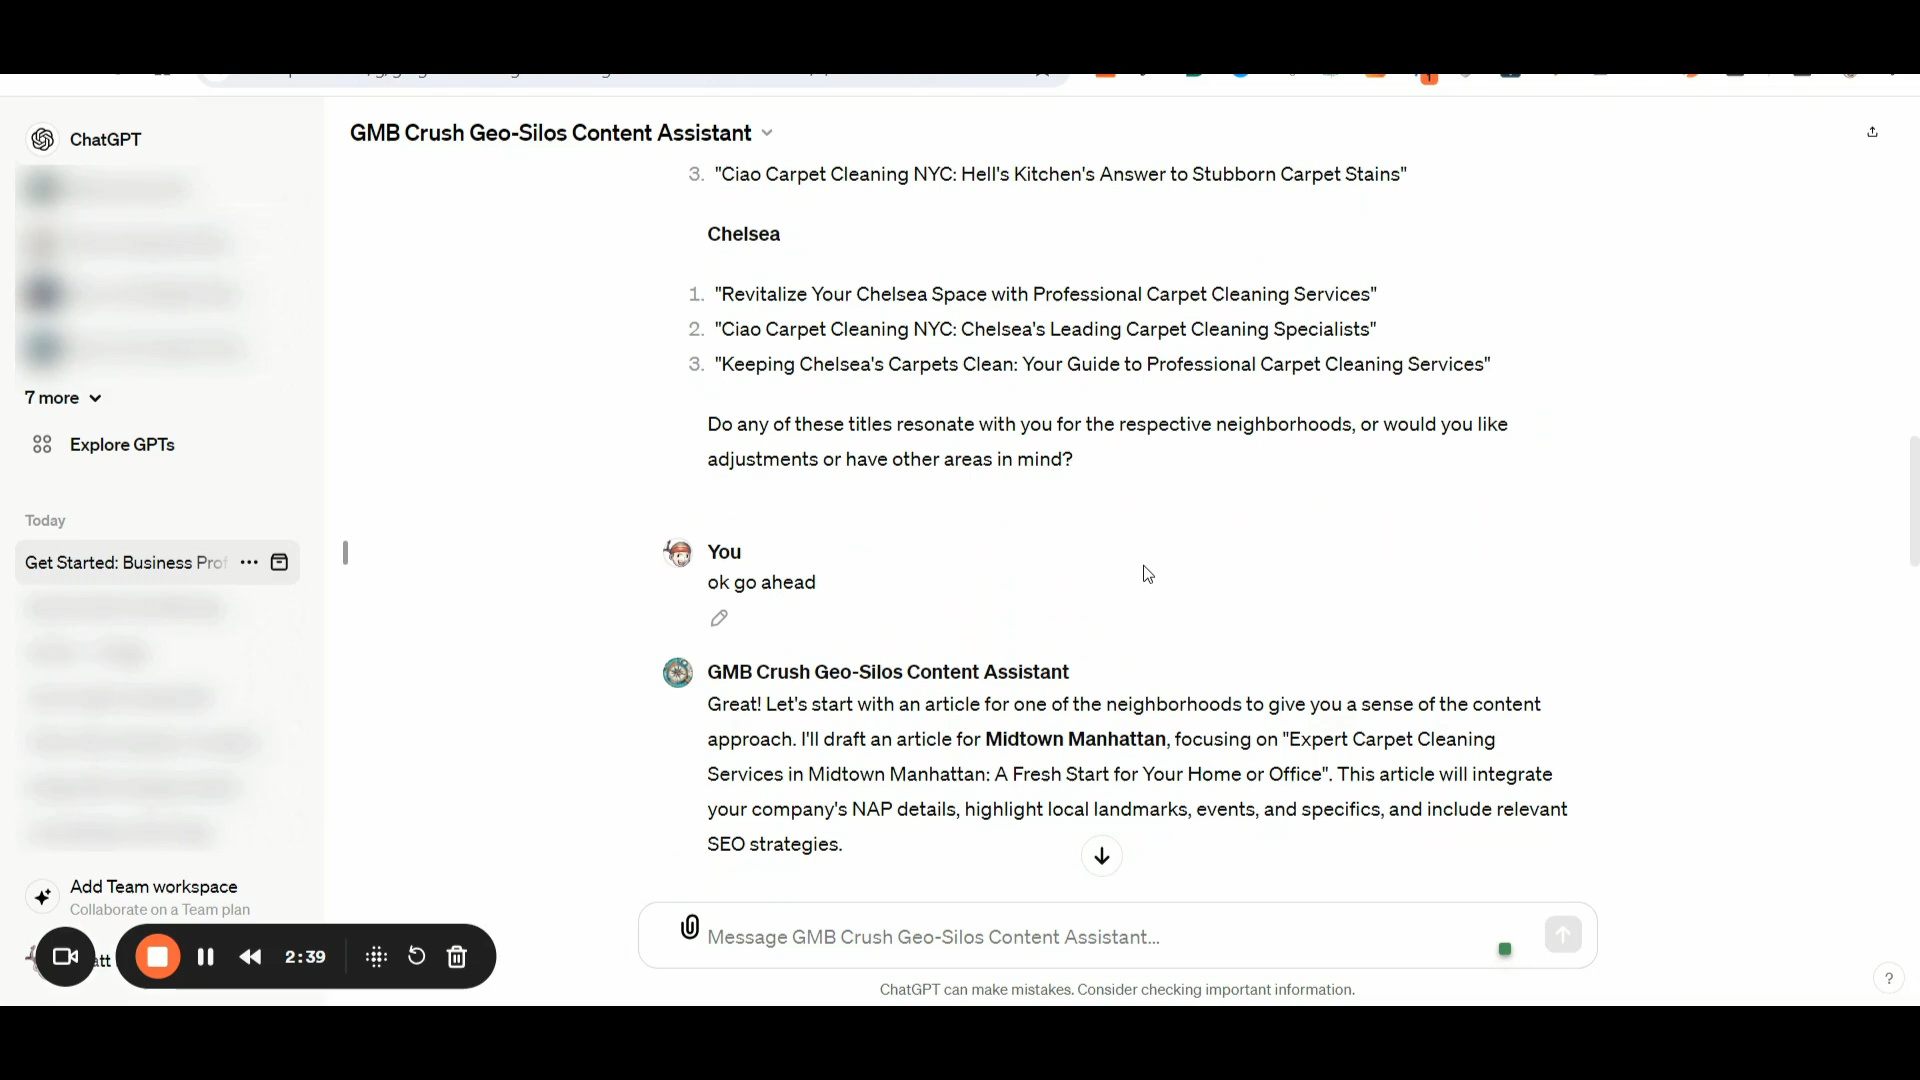 ChatGPT
GMB Crush Geo-Silos Content Assistant
3. "Ciao Carpet Cleaning NYC: Hell's Kitchen's Answer to Stubborn Carpet Stains"
Chelsea
1. "Revitalize Your Chelsea Space with Professional Carpet Cleaning Services"
2. "Ciao Carpet Cleaning NYC: Chelsea's Leading Carpet Cleaning Specialists"
3. "Keeping Chelsea's Carpets Clean: Your Guide to Professional Carpet Cleaning Services"
7 more
Explore GPTs
Do any of these titles resonate with you for the respective neighborhoods, or would you like
adjustments or have other areas in mind?
Today
Get Started: Business Prof
You
ok go ahead
GMB Crush Geo-Silos Content Assistant
Great! Let's start with an article for one of the neighborhoods to give you a sense of the content
approach. I'll draft an article for Midtown Manhattan, focusing on "Expert Carpet Cleaning
Services in Midtown Manhattan: A Fresh Start for Your Home or Office". This article will integrate
your company's NAP details, highlight local landmarks, events, and specifics, and include relevant
SEO strategies.
Add Team workspace
Collaborate on a Team plan
att
2:39
Message GMB Crush Geo-Silos Content Assistant...
ChatGPT can make mistakes. Consider checking important information.
?